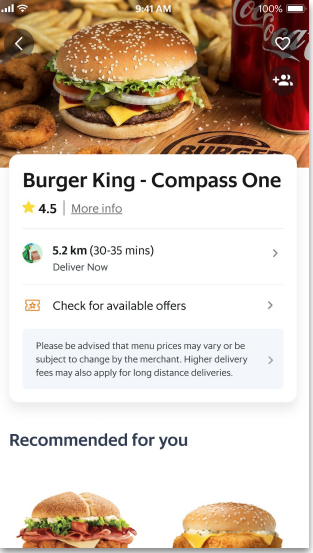 9:41 AM
100%
Coca
Coca
BURGER
Burger King - Compass One
4.5
More info
5.2 km (30-35 mins)
Deliver Now
Check for available offers
Please be advised that menu prices may vary or be
subject to change by the merchant. Higher delivery
fees may also apply for long distance deliveries.
Recommended for you